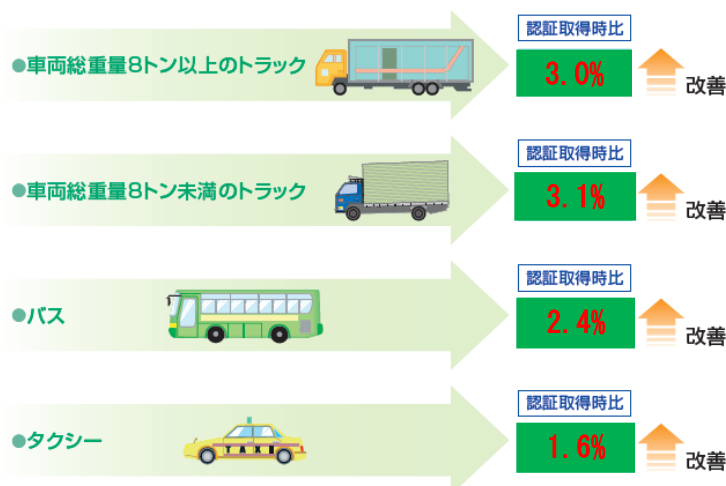 認証取得時比
●車両総重量8トン以上のトラック
3.0%
改善
認証取得時比
●車両総重量8トン未満のトラック
3.1%
改善
認証取得時比
●バス
2.4%
改善
認証取得時比
●タクシー
TAXI
1.6%
改善